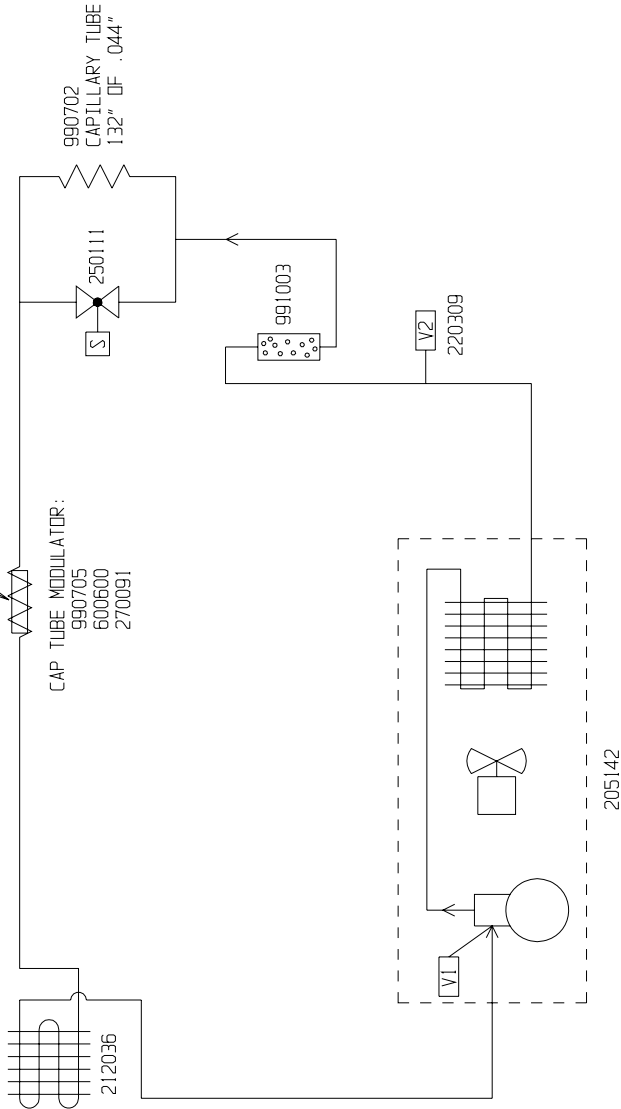 990702
CAPILLARY TUBE
132" OF .044"
250111
S
991003
V2
220309
CAP TUBE MODULATOR:
990705
600600
270091
205142
V1
212036